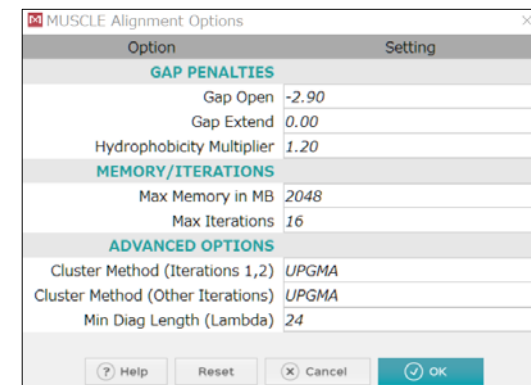 MUSCLE Alignment Options
Option Setting
GAP PENALTIES
Gap Open -2.90
Gap Extend 0.00
Hydrophobicity Multiplier 1.20
MEMORY/ITERATIONS
Max Memory in MB 2048
Max Iterations 16
ADVANCED OPTIONS
Cluster Method (Iterations 1,2) UPGMA
Cluster Method (Other Iterations) UPGMA
Min Diag Length (Lambda) 24
? Help Reset Cancel OK